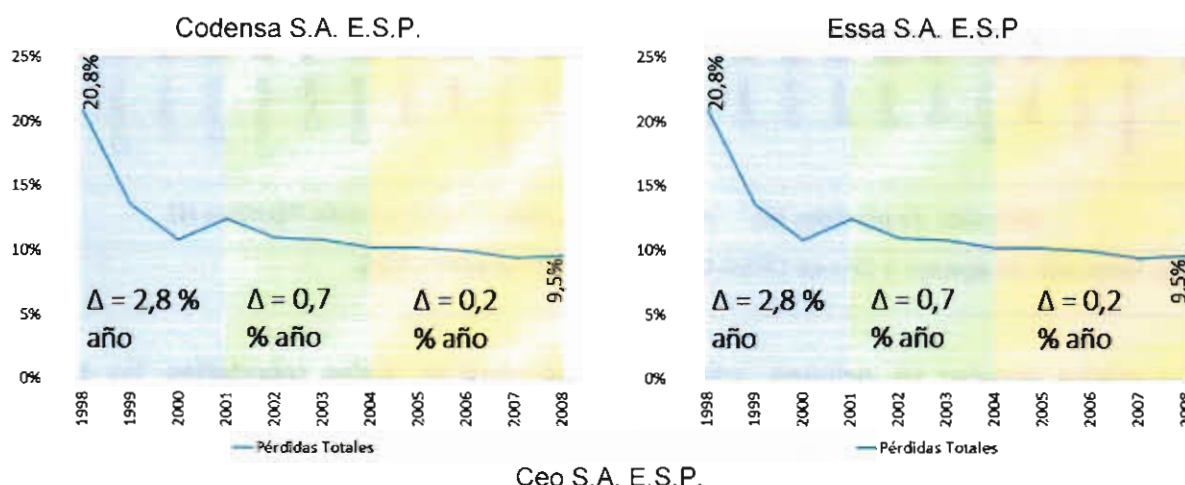 Codensa S.A. E.S.P.
25%
20%
15%
10%
5%
0%
20,8%
9,5%
Δ = 2,8 %
año
Δ = 0,7
% año
Δ = 0,2
% año
1998
1999
2000
2001
2002
2003
2004
2005
2006
2007
2008
Pérdidas Totales
Essa S.A. E.S.P
25%
20%
15%
10%
5%
0%
20,8%
9,5%
Δ = 2,8 %
año
Δ = 0,7
% año
Δ = 0,2
% año
1998
1999
2000
2001
2002
2003
2004
2005
2006
2007
2008
Pérdidas Totales
Ceo S.A. E.S.P.